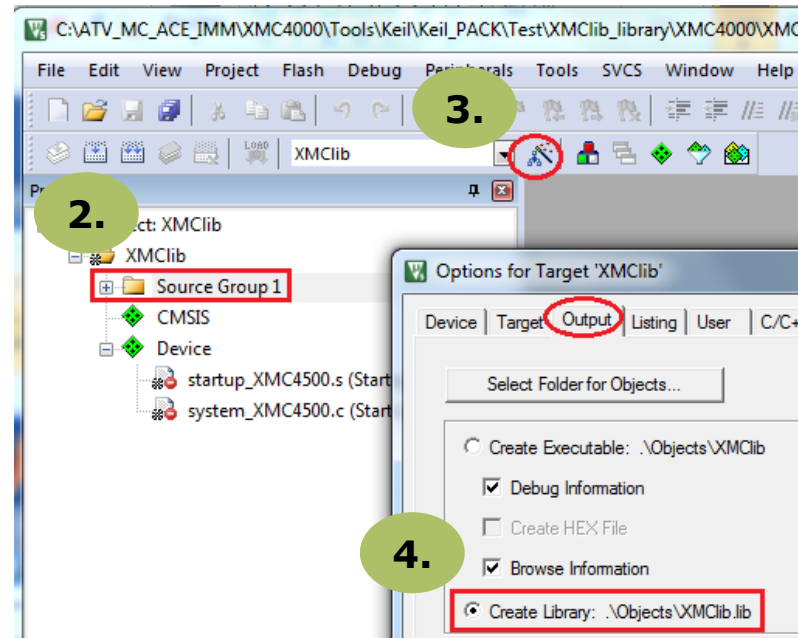 C:\ATV_MC_ACE_IMM\XMC4000\Tools\Keil\Keil_PACK\Test\XMClib_library\XMC4000\XMC
File Edit View Project Flash Debug Peripherals Tools SVCS Window Help
3.
LOAD XMClib
2.
ct: XMClib
XMClib
Source Group 1
CMSIS
Device
startup_XMC4500.s (Start
system_XMC4500.c (Start
Options for Target 'XMClib'
Device Target Output Listing User C/C+
Select Folder for Objects...
Create Executable: .\Objects\XMClib
Debug Information
Create HEX File
4.
Browse Information
Create Library: .\Objects\XMClib.lib